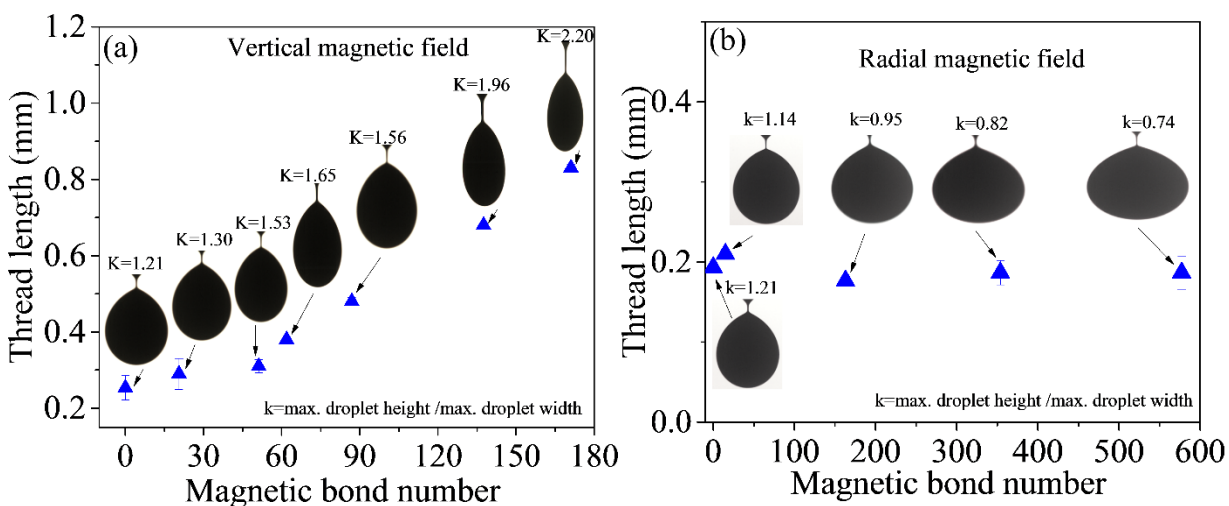 (a)
Vertical magnetic field
K=2.20
K=1.96
K=1.56
K=1.65
K=1.53
K=1.30
K=1.21
k=max. droplet height /max. droplet width
1.2
1.0
0.8
0.6
0.4
0.2
Thread length (mm)
0 30 60 90 120 150 180
Magnetic bond number
(b)
Radial magnetic field
k=1.14 k=0.95 k=0.82 k=0.74
k=1.21
k=max. droplet height /max. droplet width
0.4
0.2
0.0
Thread length (mm)
0 100 200 300 400 500 600
Magnetic bond number